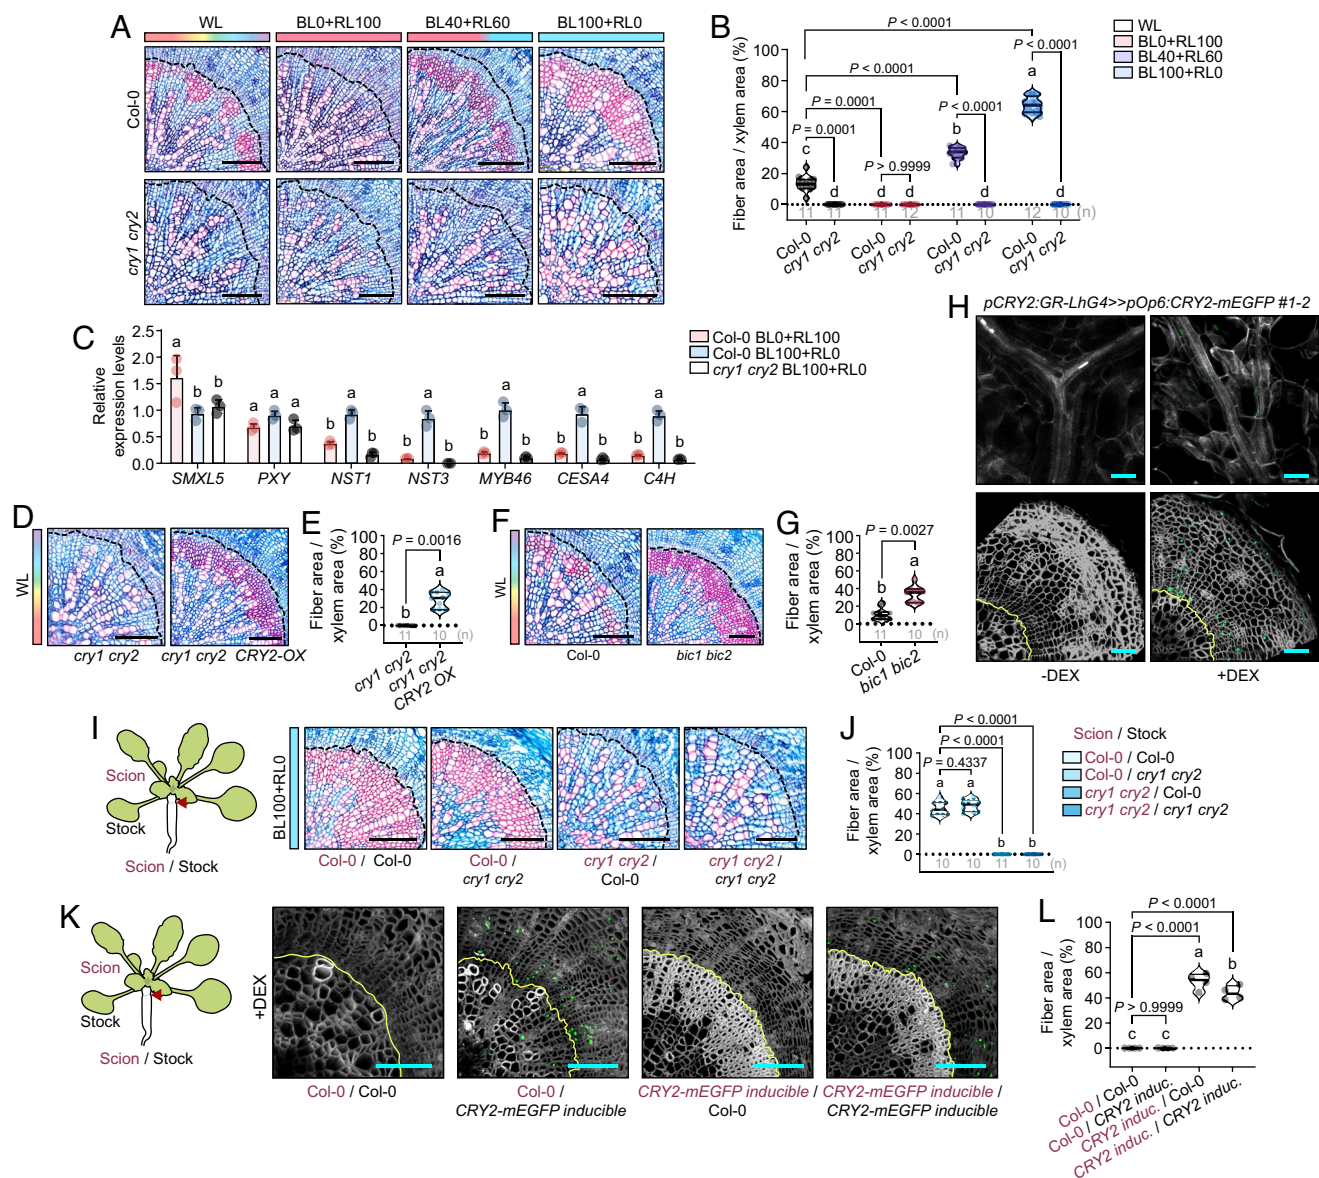 A
WL
BL0+RL100
BL40+RL60
BL100+RL0
Col-0
cry1 cry2
B
Fiber area / xylem area (%)
100
80
60
40
20
0
P < 0.0001
P < 0.0001
P < 0.0001
P = 0.0001
P < 0.0001
P = 0.0001
P > 0.9999
c
d
d
d
b
d
a
d
11
11
11
12
11
10
12
10
(n)
Col-0
cry1 cry2
Col-0
cry1 cry2
Col-0
cry1 cry2
Col-0
cry1 cry2
WL
BL0+RL100
BL40+RL60
BL100+RL0
C
Relative
expression levels
2.5
2.0
1.5
1.0
0.5
0.0
a
b
b
a
a
a
b
a
b
b
a
b
b
a
b
b
a
b
b
a
b
SMXL5
PXY
NST1
NST3
MYB46
CESA4
C4H
Col-0 BL0+RL100
Col-0 BL100+RL0
cry1 cry2 BL100+RL0
D
WL
cry1 cry2
cry1 cry2 CRY2-OX
E
Fiber area /
xylem area (%)
100
80
60
40
20
0
P = 0.0016
b
a
11
10
(n)
cry1 cry2
cry1 cry2
CRY2 OX
F
WL
Col-0
bic1 bic2
G
Fiber area /
xylem area (%)
100
80
60
40
20
0
P = 0.0027
b
a
11
10
(n)
Col-0
bic1 bic2
H
pCRY2:GR-LhG4>>pOp6:CRY2-mEGFP #1-2
-DEX
+DEX
I
Scion
Stock
Scion / Stock
BL100+RL0
Col-0 / Col-0
Col-0 /
cry1 cry2
cry1 cry2 /
Col-0
cry1 cry2 /
cry1 cry2
J
Fiber area /
xylem area (%)
100
80
60
40
20
0
P < 0.0001
P < 0.0001
P = 0.4337
a
a
b
b
10
10
11
10
(n)
Scion / Stock
Col-0 / Col-0
Col-0 / cry1 cry2
cry1 cry2 / Col-0
cry1 cry2 / cry1 cry2
K
Scion
Stock
Scion / Stock
+DEX
Col-0 / Col-0
Col-0 /
CRY2-mEGFP inducible
CRY2-mEGFP inducible /
Col-0
CRY2-mEGFP inducible /
CRY2-mEGFP inducible
L
Fiber area /
xylem area (%)
100
80
60
40
20
0
P < 0.0001
P < 0.0001
P > 0.9999
c
c
a
b
Col-0 / Col-0
Col-0 / CRY2 induc.
CRY2 induc. / Col-0
CRY2 induc. / CRY2 induc.